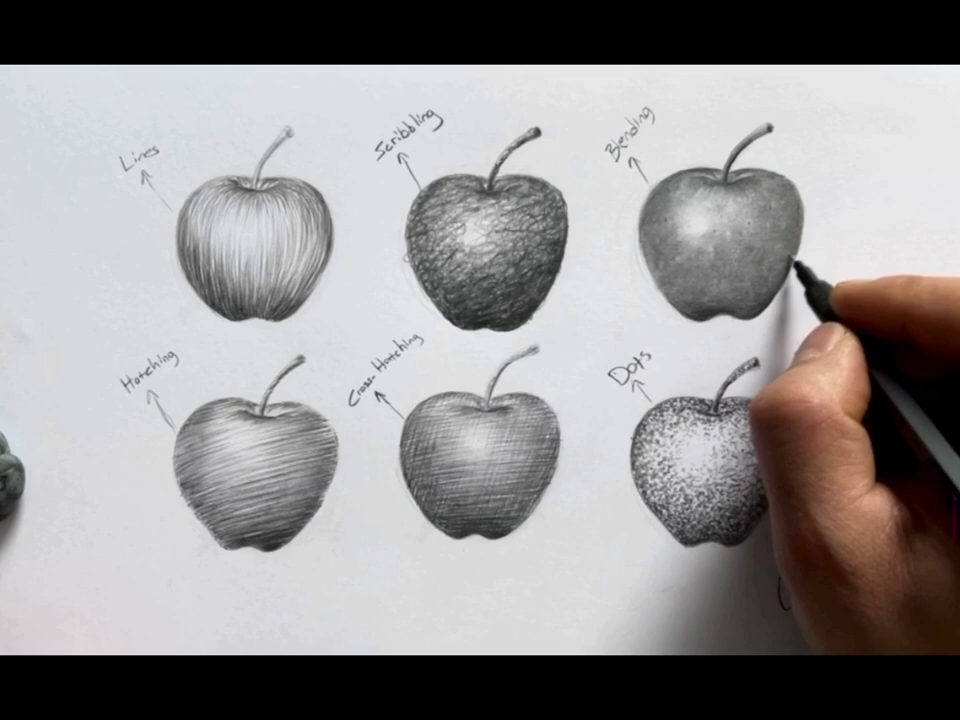 Lines
Scribbling
Blending
Hatching
Cross-Hatching
Dots